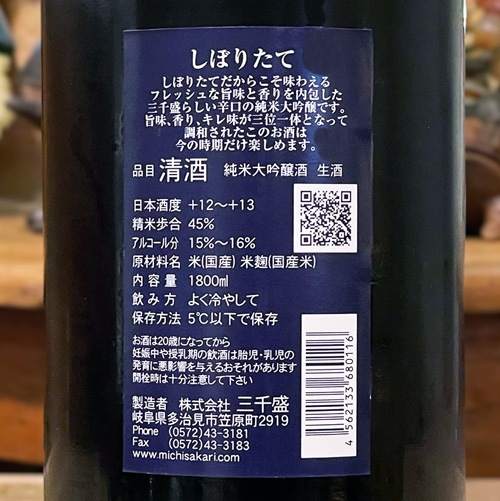 しぼりたて
しぼりたてだからこそ味わえる
フレッシュな旨味と香りを内包した
三千盛らしい辛口の純米大吟醸です。
旨味、香り、キレ味が三位一体となって
調和されたこのお酒は
今の時期だけ楽しめます。
品目 清酒 純米大吟醸酒 生酒
日本酒度 +12～+13
精米歩合 45%
アルコール分 15%～16%
原材料名 米(国産) 米麹(国産米)
内容量 1800ml
飲み方 よく冷やして
保存方法 5℃以下で保存
お酒は20歳になってから
妊娠中や授乳期の飲酒は胎児・乳児の
発育に悪影響を与えるおそれがあります
開栓時は十分注意して下さい
製造者 株式会社 三千盛
岐阜県多治見市笠原町2919
Phone (0572)43-3181
Fax (0572)43-3183
www.michisakari.com
4 562133 680116